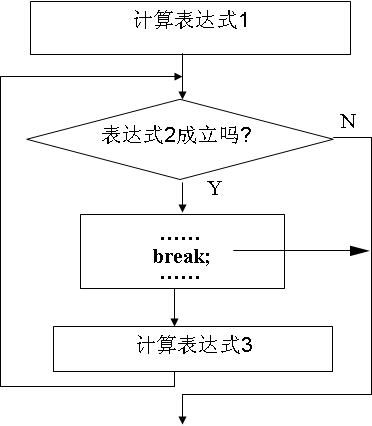 计算表达式1
表达式2成立吗?
N
Y
......
break;
......
计算表达式3